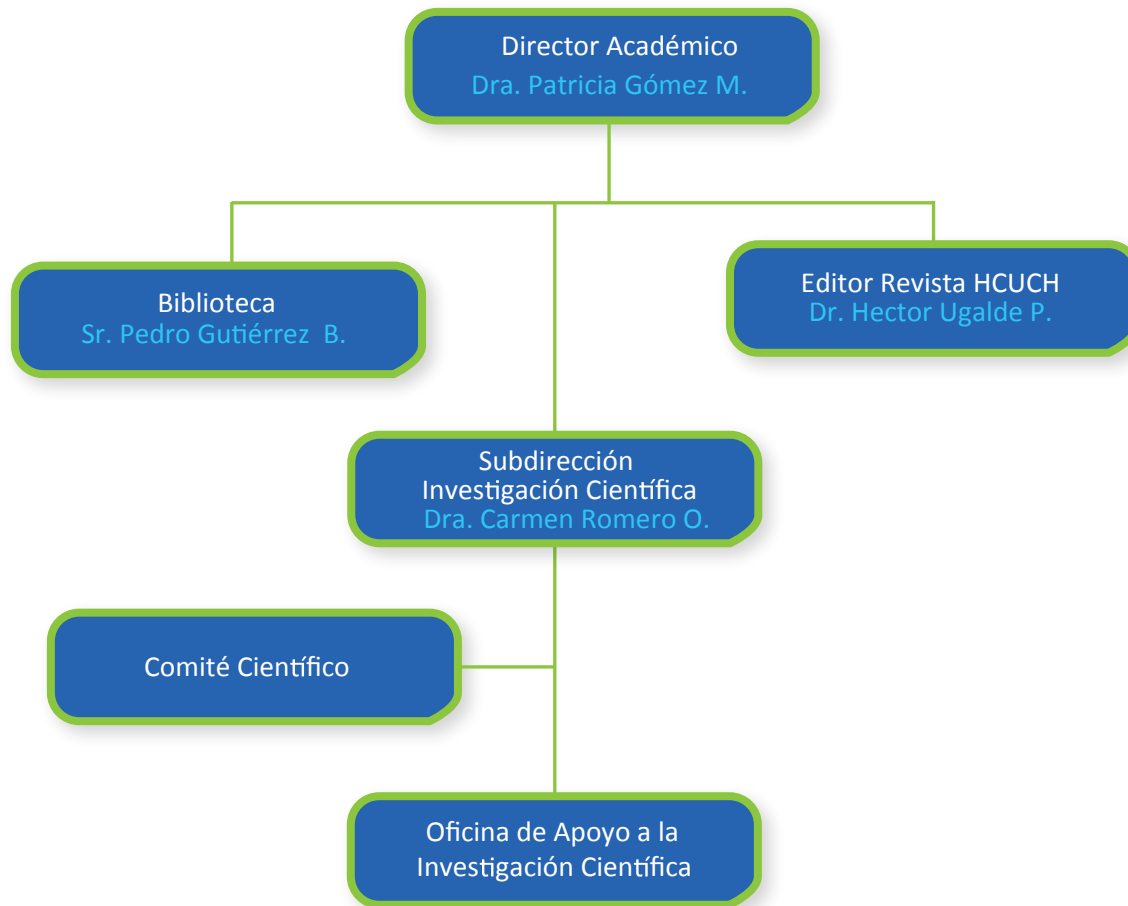 Director Académico
Dra. Patricia Gómez M.
Biblioteca
Sr. Pedro Gutiérrez B.
Editor Revista HCUCH
Dr. Hector Ugalde P.
Subdirección
Investigación Científica
Dra. Carmen Romero O.
Comité Científico
Oficina de Apoyo a la
Investigación Científica